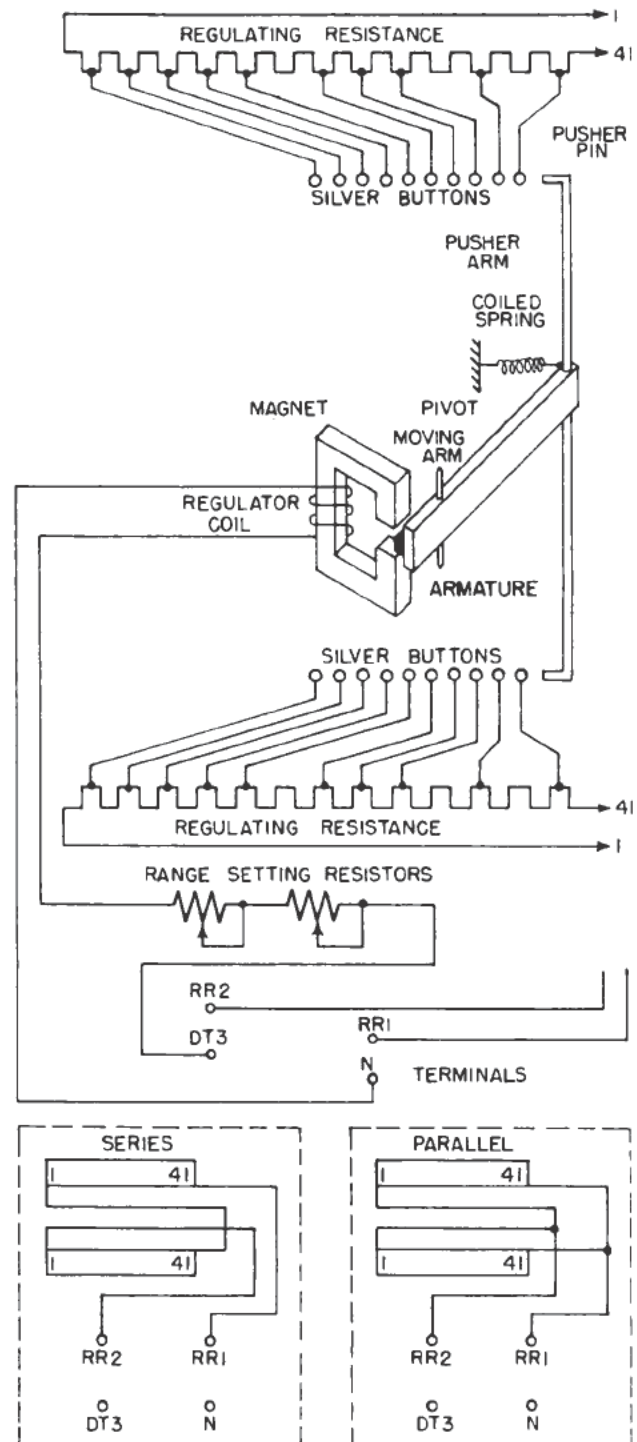 1
REGULATING RESISTANCE
41
PUSHER
PIN
SILVER BUTTONS
PUSHER
ARM
COILED
SPRING
MAGNET
PIVOT
MOVING
ARM
REGULATOR
COIL
ARMATURE
SILVER BUTTONS
41
REGULATING RESISTANCE
1
RANGE SETTING RESISTORS
RR2
RR1
DT3
N
TERMINALS
SERIES
1 41
1 41
RR2 RR1
DT3 N
PARALLEL
1 41
1 41
RR2 RR1
DT3 N